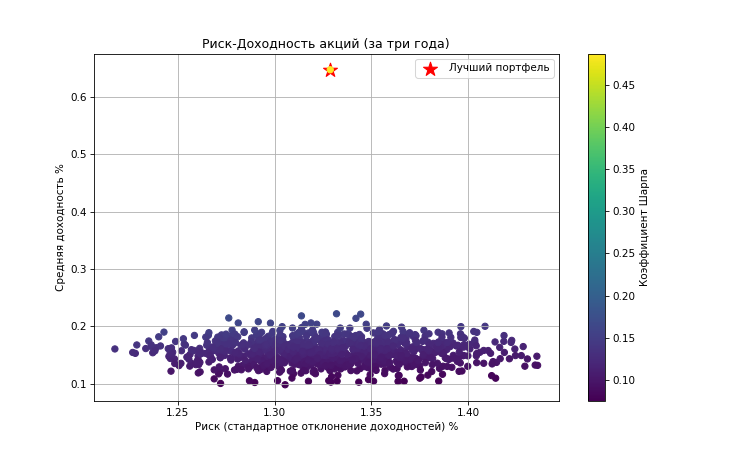 Риск-Доходность акций (за три года)
Лучший портфель
0.6
0.5
0.4
0.3
0.2
0.1
Средняя доходность %
1.25 1.30 1.35 1.40
Риск (стандартное отклонение доходностей) %
0.45
0.40
0.35
0.30
0.25
0.20
0.15
0.10
Коэффициент Шарпа